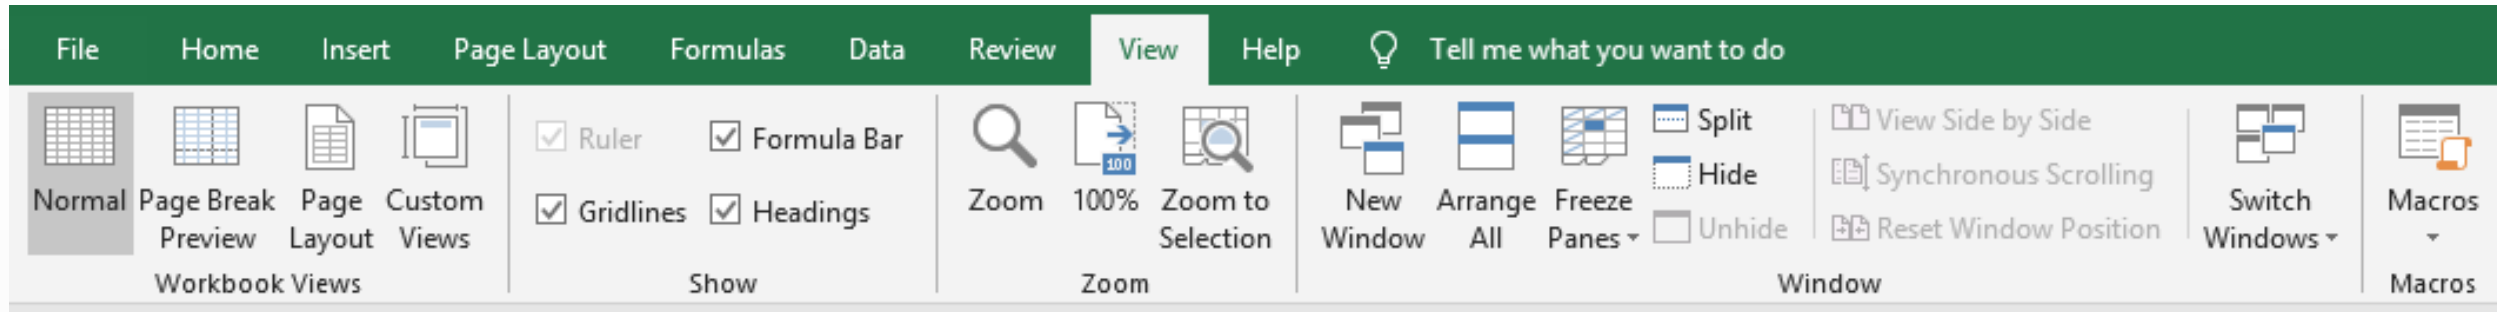 File Home Insert Page Layout Formulas Data Review View Help Tell me what you want to do
Normal
Page Break
Preview
Page
Layout
Custom
Views
Workbook Views
Ruler
Formula Bar
Gridlines
Headings
Show
Zoom
100
100%
Zoom to
Selection
Zoom
New
Window
Arrange
All
Freeze
Panes
Split
Hide
Unhide
View Side by Side
Synchronous Scrolling
Reset Window Position
Switch
Windows
Window
Macros
Macros